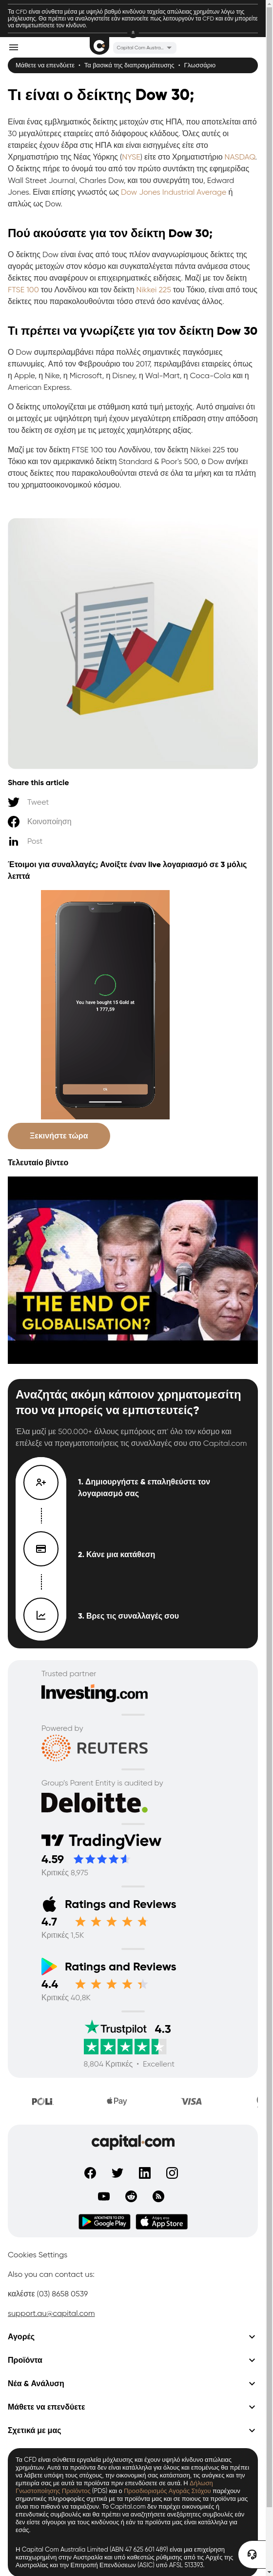 Τα CFD είναι σύνθετα μέσα με υψηλό βαθμό κινδύνου ταχείας απώλειας χρημάτων λόγω της
μόχλευσης. Θα πρέπει να αναλογιστείτε εάν κατανοείτε πως λειτουργούν τα CFD και εάν μπορείτε
να αντιμετωπίσετε τον κίνδυνο.
Capital Com Austra...
Μάθετε να επενδύετε • Τα βασικά της διαπραγμάτευσης • Γλωσσάριο
Τι είναι ο δείκτης Dow 30;
Είναι ένας εξαιρετικά μεταβλητός δείκτης μετοχών στις ΗΠΑ, που αποτελείται από
30 μεγαλύτερες εταιρείες από διάφορους κλάδους. Όλες αυτές οι
εταιρείες έχουν έδρα στις ΗΠΑ και είναι εισηγμένες είτε στο
Χρηματιστήριο της Νέας Υόρκης (NYSE) είτε στο Χρηματιστήριο NASDAQ.
Ο δείκτης πήρε το όνομά του από τον πρώτο συντάκτη της εφημερίδας
Wall Street Journal, Charles Dow, και του συνεργάτη του, Edward
Jones. Είναι επίσης γνωστός ως Dow Jones Industrial Average ή
απλώς ως Dow.
Πού ακούσατε για τον δείκτη Dow 30;
Ο δείκτης Dow είναι ένας από τους πλέον αναγνωρίσιμους δείκτες της
αγοράς μετοχών στον κόσμο και συγκαταλέγεται πάντα ανάμεσα στους
δείκτες που αναφέρουν οι επιχειρηματικές ειδήσεις. Μαζί με τον δείκτη
FTSE 100 του Λονδίνου και τον δείκτη Nikkei 225 του Τόκιο, είναι από τους
δείκτες που παρακολουθούνται τόσο στενά όσο κανένας άλλος.
Τι πρέπει να γνωρίζετε για τον δείκτη Dow 30
Ο Dow συμπεριλαμβάνει πάρα πολλές σημαντικές παγκόσμιες
επωνυμίες. Από τον Φεβρουάριο του 2017, περιλαμβάνει εταιρείες όπως
η Apple, η Nike, η Microsoft, η Disney, η Wal-Mart, η Coca-Cola και η
American Express.
Ο δείκτης υπολογίζεται με στάθμιση κατά τιμή μετοχής. Αυτό σημαίνει ότι
οι μετοχές με υψηλότερη τιμή έχουν μεγαλύτερη επίδραση στην απόδοση
του δείκτη σε σχέση με τις μετοχές χαμηλότερης αξίας.
Μαζί με τον δείκτη FTSE 100 του Λονδίνου, τον δείκτη Nikkei 225 του
Τόκιο και τον αμερικανικό δείκτη Standard & Poor's 500, ο Dow ανήκει
στους δείκτες που παρακολουθούνται στενά σε όλα τα μήκη και τα πλάτη
του χρηματοοικονομικού κόσμου.
Share this article
Tweet
Κοινοποίηση
Post
Έτοιμοι για συναλλαγές; Ανοίξτε έναν live λογαριασμό σε 3 μόλις
λεπτά
You have bought 15 Gold at
1 777,59
OK
Ξεκινήστε τώρα
Τελευταίο βίντεο
THE END OF
GLOBALISATION?
Αναζητάς ακόμη κάποιον χρηματομεσίτη
που να μπορείς να εμπιστευτείς?
Έλα μαζί με 500.000+ άλλους εμπόρους απ' όλο τον κόσμο και
επέλεξε να πραγματοποιήσεις τις συναλλαγές σου στο Capital.com
1. Δημιουργήστε & επαληθεύστε τον
λογαριασμό σας
2. Κάνε μια κατάθεση
3. Βρες τις συναλλαγές σου
Trusted partner
Investing.com
Powered by
REUTERS
Group's Parent Entity is audited by
Deloitte.
TradingView
4.59
Κριτικές 8,975
Ratings and Reviews
4.7
Κριτικές 1,5K
Ratings and Reviews
4.4
Κριτικές 40,8K
Trustpilot 4.3
8,804 Κριτικές • Excellent
POLi
Pay
VISA
capital.com
ΑΠΟΚΤΗΣΤΕ ΤΟ ΣΤΟ
Google Play
App Store
Cookies Settings
Also you can contact us:
καλέστε (03) 8658 0539
support.au@capital.com
Αγορές
Προϊόντα
Νέα & Ανάλυση
Μάθετε να επενδύετε
Σχετικά με μας
Τα CFD είναι σύνθετα εργαλεία μόχλευσης και έχουν υψηλό κίνδυνο απώλειας
χρημάτων. Αυτά τα προϊόντα δεν είναι κατάλληλα για όλους και επομένως, θα πρέπει
να λάβετε υπόψη τους στόχους, την οικονομική σας κατάσταση, τις ανάγκες και την
εμπειρία σας με αυτά τα προϊόντα πριν επενδύσετε σε αυτά. Η Δήλωση
Γνωστοποίησης Προϊόντος (PDS) και ο Προσδιορισμός Αγοράς Στόχου παρέχουν
σημαντικές πληροφορίες σχετικά με τα προϊόντα μας και σε ποιους τα προϊόντα μας
είναι πιο πιθανό να ταιριάζουν. Το Capital.com δεν παρέχει οικονομικές ή
επενδυτικές συμβουλές και θα πρέπει να αναζητήσετε ανεξάρτητες συμβουλές εάν
δεν είστε σίγουροι για το εάν αυτά τα προϊόντα μας είναι κατάλληλα για
εσάς.
Η Capital Com Australia Limited (ABN 47 625 601 489) είναι μια επιχείρηση
καταχωρημένη στην Αυστραλία και υπό καθεστώς ρύθμισης από τις Αρχές της
Αυστραλίας και την Επιτροπή Επενδύσεων (ASIC) υπό AFSL 513393.